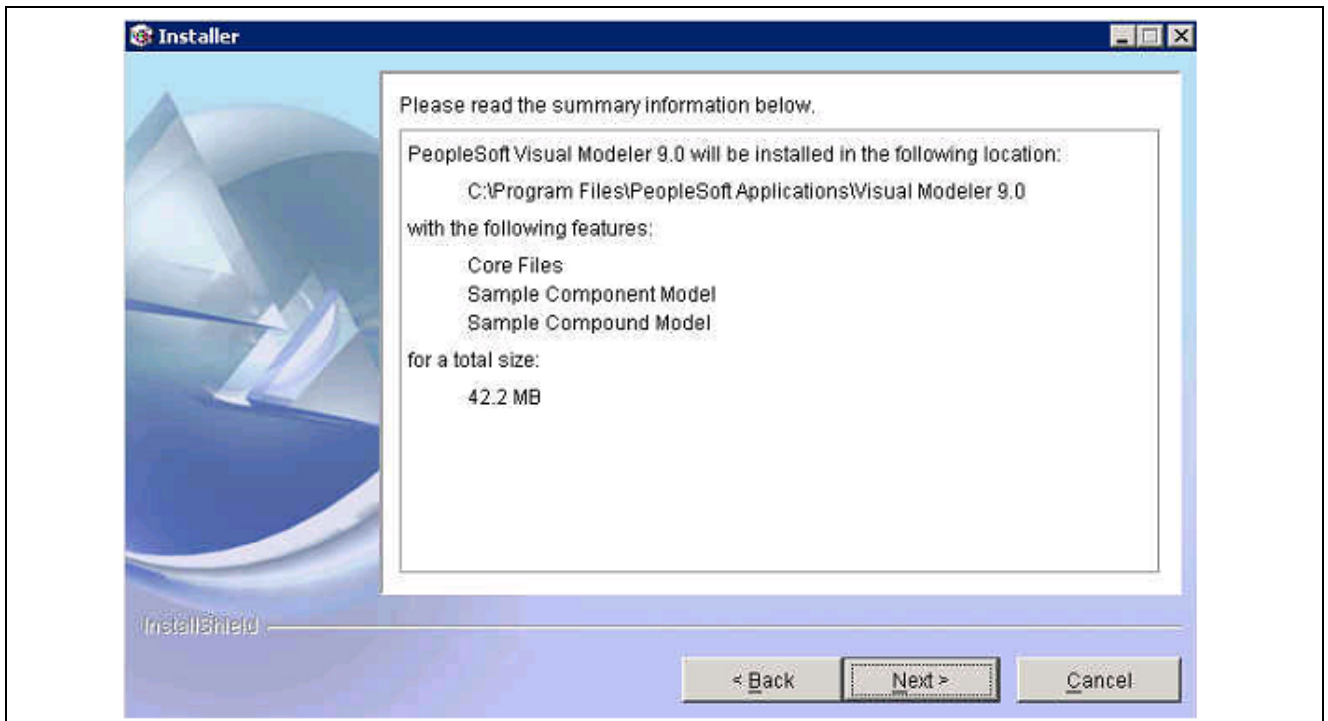 Installer
Please read the summary information below.
PeopleSoft Visual Modeler 9.0 will be installed in the following location:
C:\Program Files\PeopleSoft Applications\Visual Modeler 9.0
with the following features:
Core Files
Sample Component Model
Sample Compound Model
for a total size:
42.2 MB
InstallShield
< Back Next > Cancel